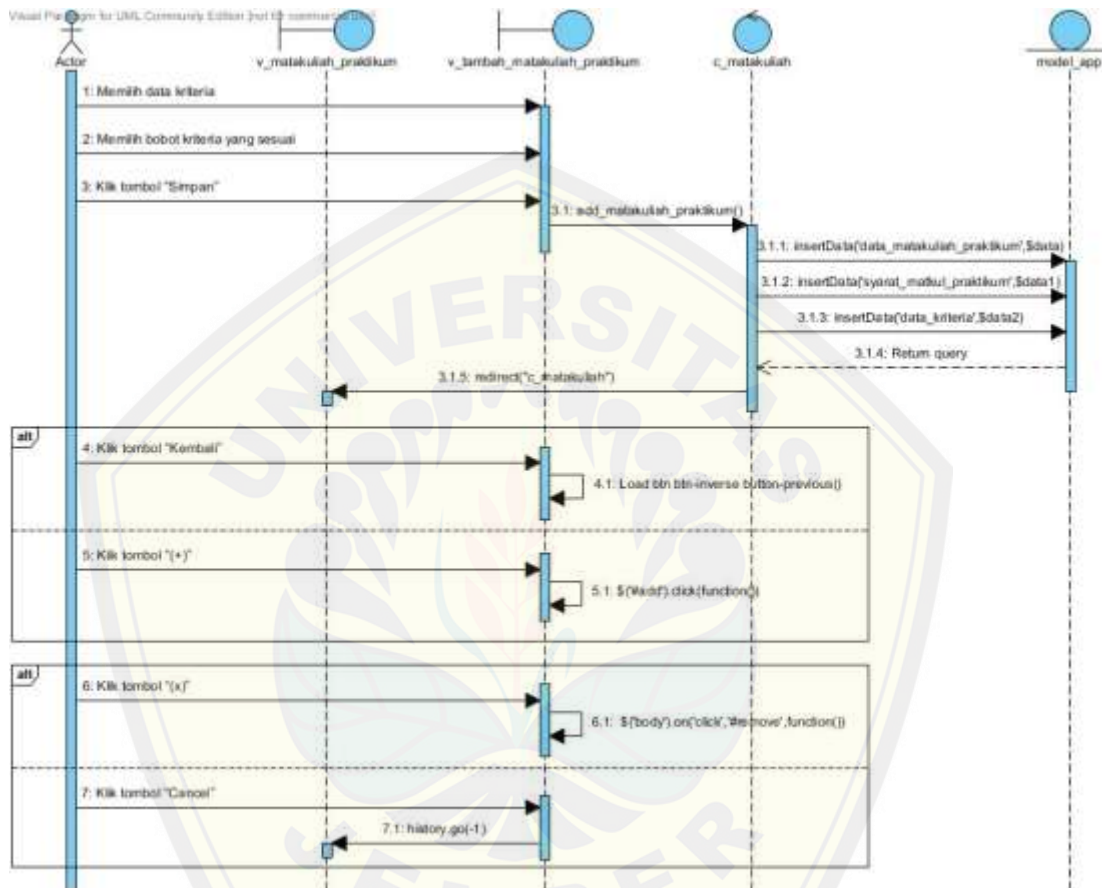 Visual Paradigm for UML Community Edition [not for commercial use]
Actor
v_matakuliah_praktikum
v_tambah_matakuliah_praktikum
c_matakuliah
model_app
1: Memilih data kriteria
2: Memilih bobot kriteria yang sesuai
3: Klik tombol "Simpan"
3.1: add_matakuliah_praktikum()
3.1.1: insertData('data_matakuliah_praktikum',$data)
3.1.2: insertData('syarat_matkul_praktikum',$data1)
3.1.3: insertData('data_kriteria',$data2)
3.1.4: Return query
3.1.5: redirect("c_matakuliah")
alt
4: Klik tombol "Kembali"
4.1: Load btn btn-inverse button-previous()
5: Klik tombol "(+)"
5.1: $('#add').click(function())
alt
6: Klik tombol "(x)"
6.1: $('body').on('click','#remove',function())
7: Klik tombol "Cancel"
7.1: history.go(-1)
UNIVERSITAS
JEMBER